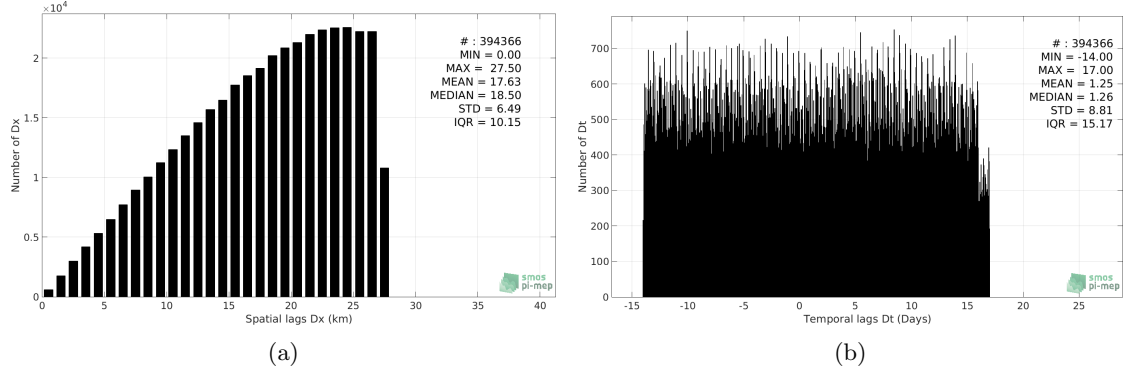 ×10⁴
# : 394366
MIN = 0.00
MAX = 27.50
MEAN = 17.63
MEDIAN = 18.50
STD = 6.49
IQR = 10.15
Number of Dx
2
1.5
1
0.5
0
0 5 10 15 20 25 30 35 40
Spatial lags Dx (km)
smos
pi-mep
(a)
# : 394366
MIN = -14.00
MAX = 17.00
MEAN = 1.25
MEDIAN = 1.26
STD = 8.81
IQR = 15.17
Number of Dt
700
600
500
400
300
200
100
0
-15 -10 -5 0 5 10 15 20 25
Temporal lags Dt (Days)
smos
pi-mep
(b)